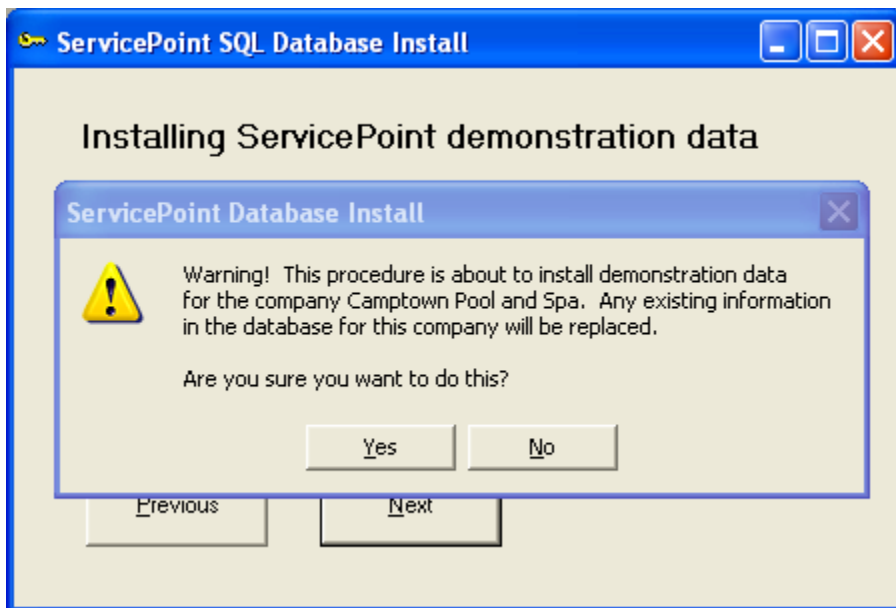 ServicePoint SQL Database Install
Installing ServicePoint demonstration data
ServicePoint Database Install
Warning!  This procedure is about to install demonstration data
for the company Camptown Pool and Spa.  Any existing information
in the database for this company will be replaced.
Are you sure you want to do this?
Yes No
Previous Next